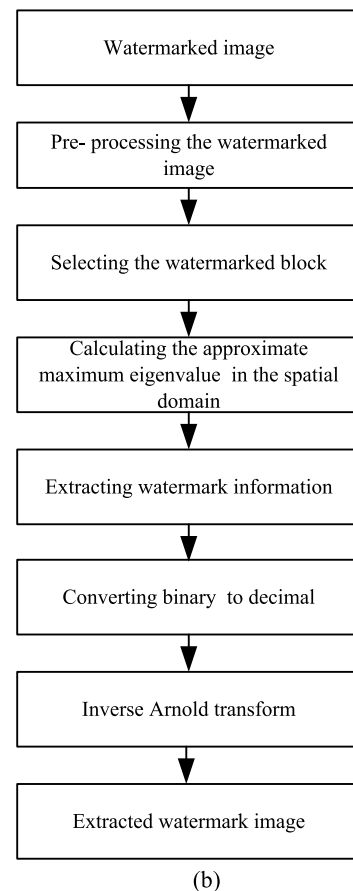 Watermarked image
Pre- processing the watermarked
image
Selecting the watermarked block
Calculating the approximate
maximum eigenvalue  in the spatial
domain
Extracting watermark information
Converting binary  to decimal
Inverse Arnold transform
Extracted watermark image
(b)